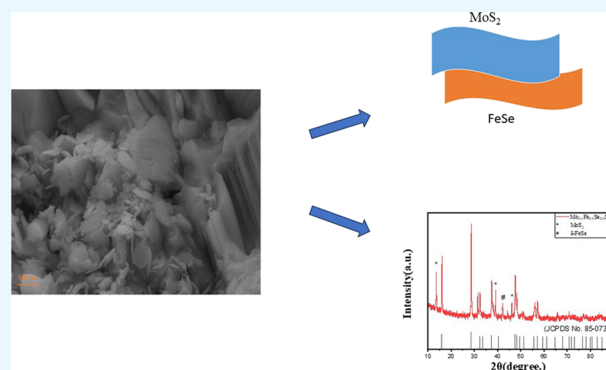 MoS₂
FeSe
Intensity(a.u.)
* MoS₂
# δ-FeSe
*
*
#
*
(JCPDS No. 85-073
10 20 30 40 50 60 70 80
2θ(degree.)